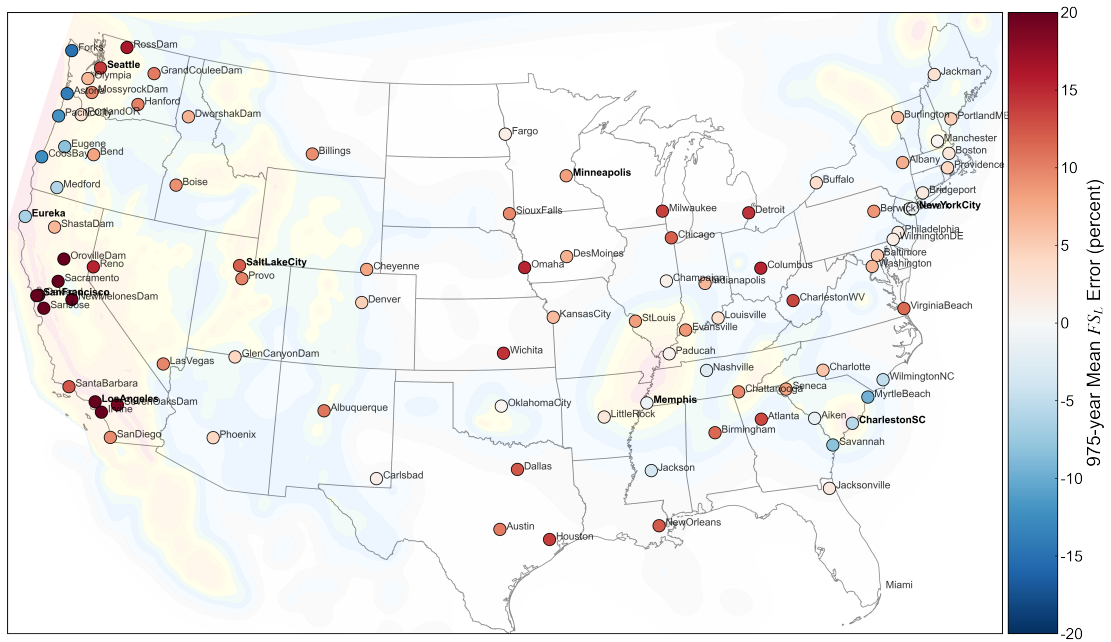 20
Forks
RossDam
Seattle
Olympia
GrandCouleeDam
Jackman
Astoria
MossyrockDam
15
Hanford
PacificCity
PortlandOR
DworshakDam
Burlington
PortlandME
Fargo
Manchester
Eugene
CoosBay
Bend
Billings
Boston
Albany
Providence
10
Minneapolis
Medford
Boise
Buffalo
Bridgeport
Eureka
SiouxFalls
Milwaukee
Detroit
Berwick
NewYorkCity
ShastaDam
Chicago
Philadelphia
WilmingtonDE
5
OrovilleDam
Reno
SaltLakeCity
Cheyenne
DesMoines
Omaha
Columbus
Baltimore
Washington
Sacramento
Provo
Champaign
Indianapolis
SanFrancisco
NewMelonesDam
SanJose
Denver
CharlestonWV
VirginiaBeach
KansasCity
StLouis
Louisville
Evansville
0
LasVegas
GlenCanyonDam
Wichita
Paducah
Nashville
Charlotte
WilmingtonNC
SantaBarbara
Chattanooga
Seneca
-5
LosAngeles
SevenOaksDam
Irvine
Albuquerque
OklahomaCity
Memphis
MyrtleBeach
LittleRock
Atlanta
Aiken
CharlestonSC
SanDiego
Phoenix
Birmingham
Savannah
Carlsbad
Dallas
Jackson
-10
Jacksonville
Austin
Houston
NewOrleans
-15
Miami
-20
975-year Mean FS_L Error (percent)